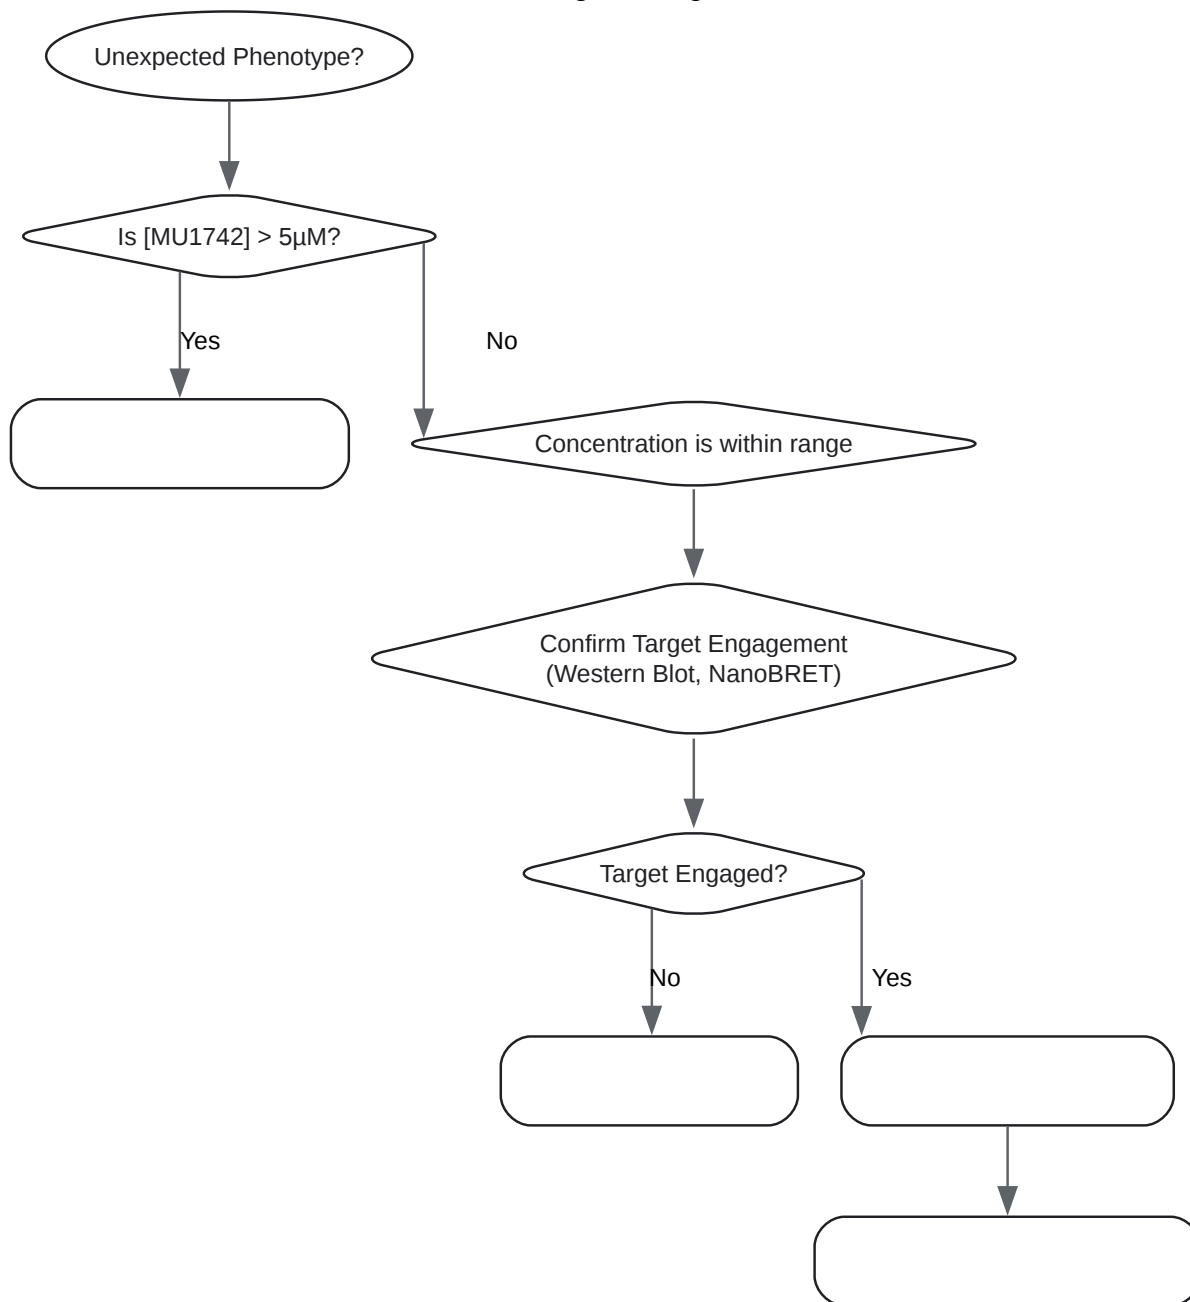 Unexpected Phenotype?
Is [MU1742] > 5µM?
Yes
No
Concentration is within range
Confirm Target Engagement
(Western Blot, NanoBRET)
Target Engaged?
No
Yes